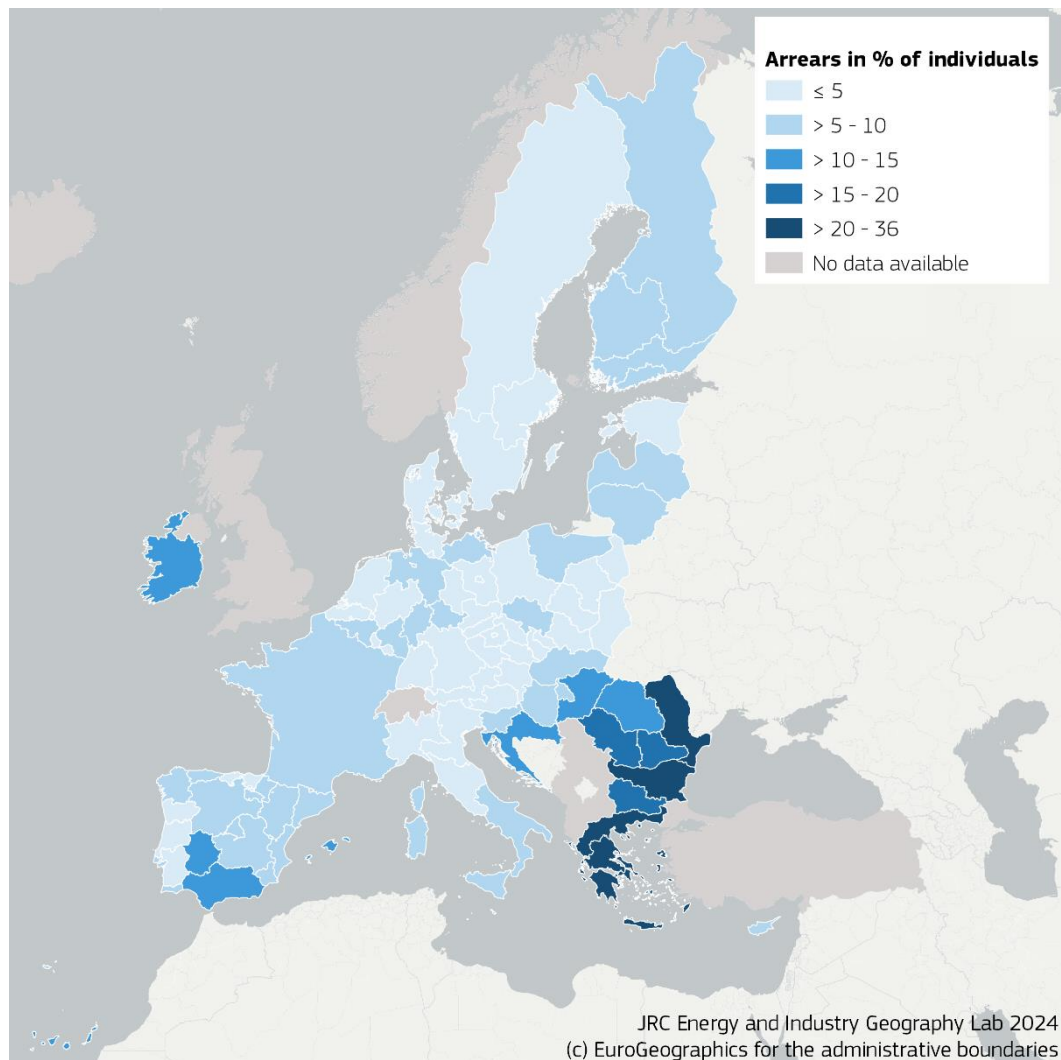 Arrears in % of individuals
≤ 5
> 5 - 10
> 10 - 15
> 15 - 20
> 20 - 36
No data available
JRC Energy and Industry Geography Lab 2024
(c) EuroGeographics for the administrative boundaries